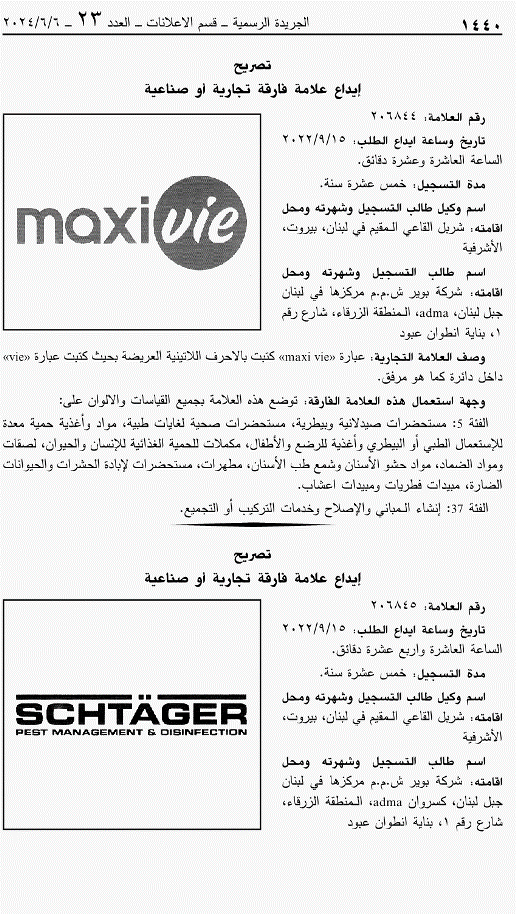 ١٤٤٠
الجريدة الرسمية – قسم الاعلانات – العدد ٢٣ – ٢٠٢٤/٦/٦
تصريح
إيداع علامة فارقة تجارية او صناعية
رقم العلامة: ٢٠٦٨٤٤
تاريخ وساعة ايداع الطلب: ٢٠٢٢/٩/١٥
الساعة العاشرة وعشرة دقائق.
مدة التسجيل: خمس عشرة سنة.
اسم وكيل طالب التسجيل وشهرته ومحل
اقامته: شربل القاعي المقيم في لبنان، بيروت،
الأشرفية
اسم طالب التسجيل وشهرته ومحل
اقامته: شركة بوير ش.م.م مركزها في لبنان
جبل لبنان، adma، المنطقة الزرقاء، شارع رقم
١، بناية انطوان عبود
maxi vie
وصف العلامة التجارية: عبارة «maxi vie» كتبت بالاحرف اللاتينية العريضة بحيث كتبت عبارة «vie»
داخل دائرة كما هو مرفق.
وجهة استعمال هذه العلامة الفارقة: توضع هذه العلامة بجميع القياسات والالوان على:
الفئة 5: مستحضرات صيدلانية وبيطرية، مستحضرات صحية لغايات طبية، مواد وأغذية حمية معدة
للإستعمال الطبي أو البيطري وأغذية للرضع والأطفال، مكملات للحمية الغذائية للإنسان والحيوان، لصقات
ومواد الضماد، مواد حشو الأسنان وشمع طب الأسنان، مطهرات، مستحضرات لإبادة الحشرات والحيوانات
الضارة، مبيدات فطريات ومبيدات اعشاب.
الفئة 37: إنشاء المباني والإصلاح وخدمات التركيب أو التجميع.
تصريح
إيداع علامة فارقة تجارية او صناعية
رقم العلامة: ٢٠٦٨٤٥
تاريخ وساعة ايداع الطلب: ٢٠٢٢/٩/١٥
الساعة العاشرة واربع عشرة دقائق.
مدة التسجيل: خمس عشرة سنة.
اسم وكيل طالب التسجيل وشهرته ومحل
اقامته: شربل القاعي المقيم في لبنان، بيروت،
الأشرفية
اسم طالب التسجيل وشهرته ومحل
اقامته: شركة بوير ش.م.م مركزها في لبنان
جبل لبنان، كسروان adma، المنطقة الزرقاء،
شارع رقم ١، بناية انطوان عبود
SCHTÄGER
PEST MANAGEMENT & DISINFECTION